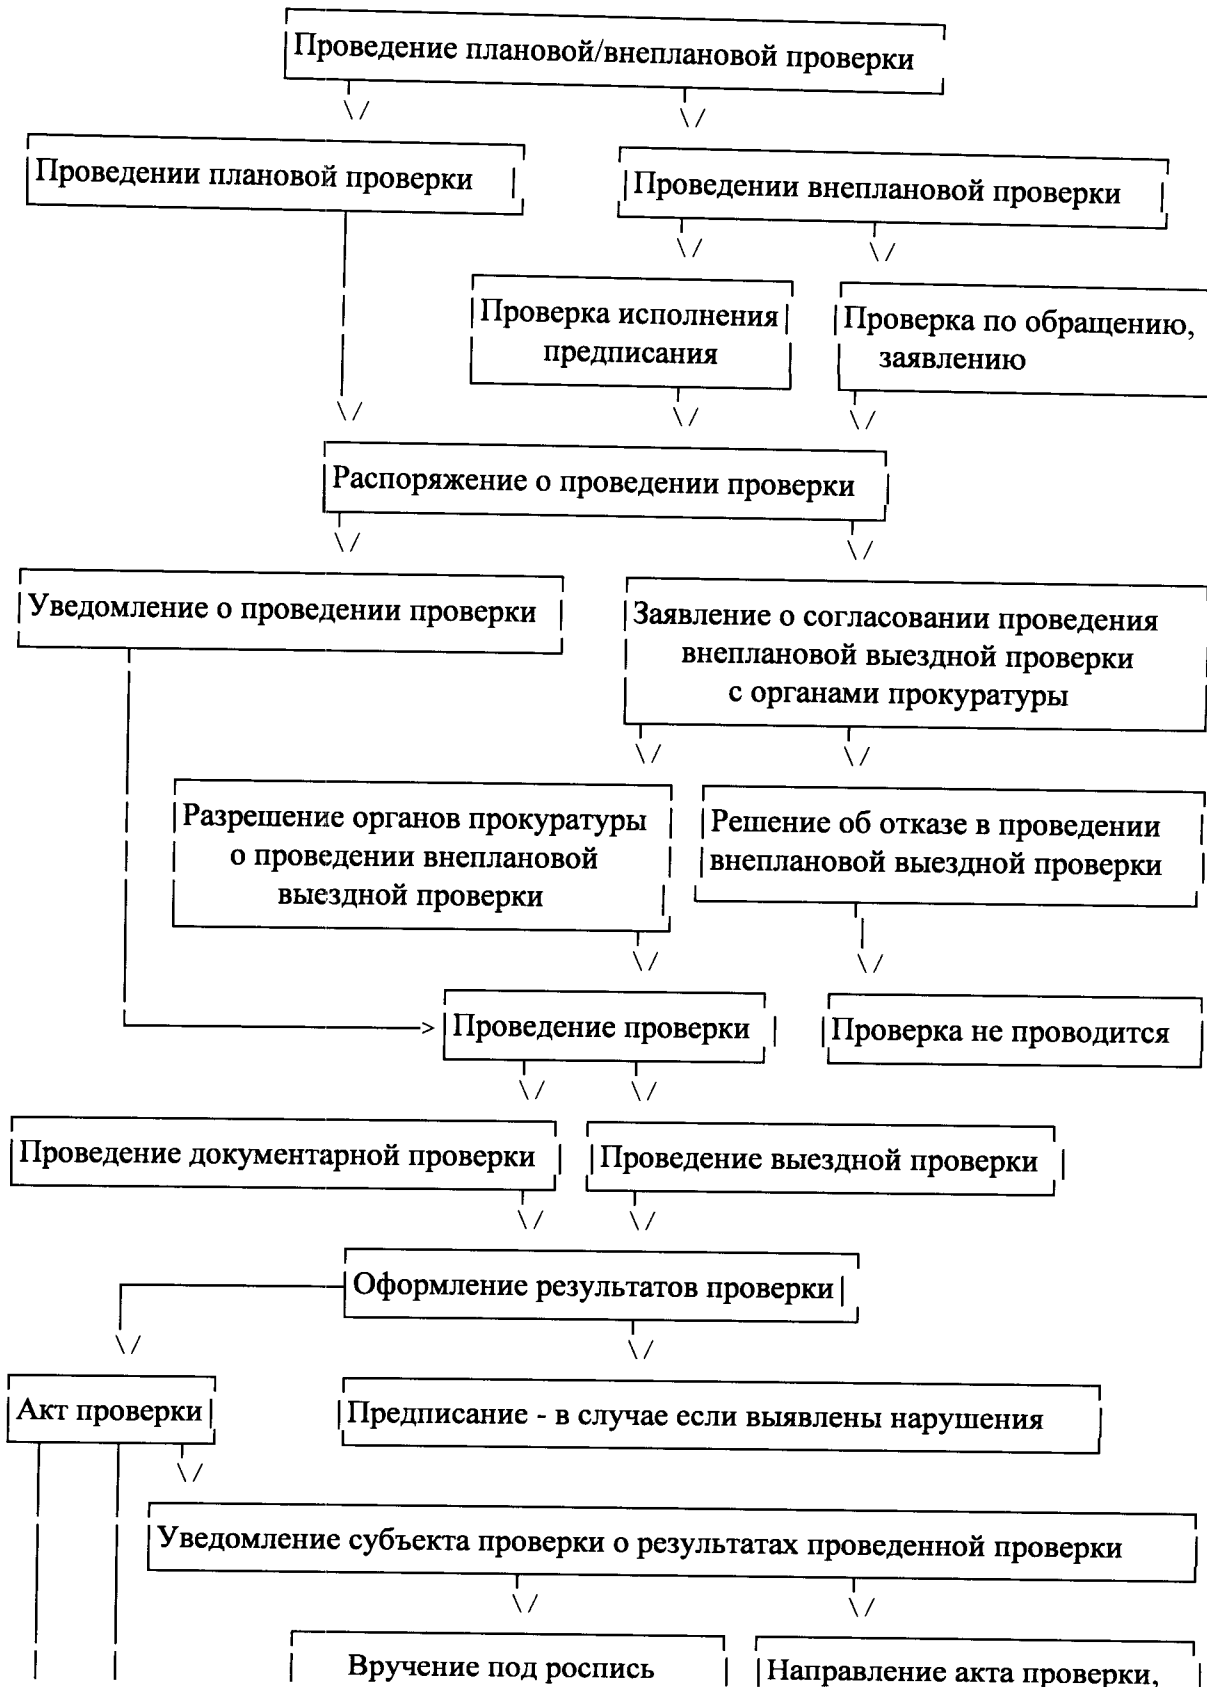 Проведение плановой/внеплановой проверки
Проведении плановой проверки
Проведении внеплановой проверки
Проверка исполнения
предписания
Проверка по обращению,
заявлению
Распоряжение о проведении проверки
Уведомление о проведении проверки
Заявление о согласовании проведения
внеплановой выездной проверки
с органами прокуратуры
Разрешение органов прокуратуры
о проведении внеплановой
выездной проверки
Решение об отказе в проведении
внеплановой выездной проверки
Проведение проверки
Проверка не проводится
Проведение документарной проверки
Проведение выездной проверки
Оформление результатов проверки
Акт проверки
Предписание - в случае если выявлены нарушения
Уведомление субъекта проверки о результатах проведенной проверки
Вручение под роспись
Направление акта проверки,